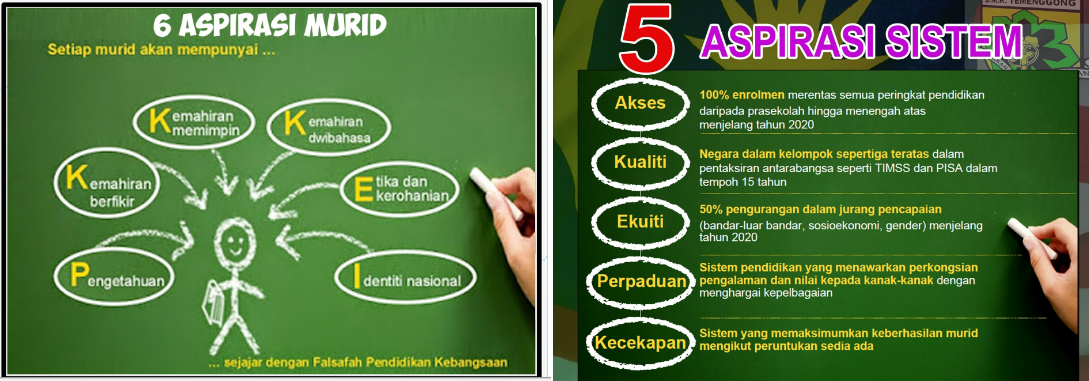 6 ASPIRASI MURID
Setiap murid akan mempunyai ...
Kemahiran
memimpin
Kemahiran
dwibahasa
Kemahiran
berfikir
Etika dan
kerohanian
Pengetahuan
Identiti nasional
... sejajar dengan Falsafah Pendidikan Kebangsaan
S.M.K. TEMENGGONG
5 ASPIRASI SISTEM
Akses
100% enrolmen merentas semua peringkat pendidikan
daripada prasekolah hingga menengah atas
menjelang tahun 2020
Kualiti
Negara dalam kelompok sepertiga teratas dalam
pentaksiran antarabangsa seperti TIMSS dan PISA dalam
tempoh 15 tahun
Ekuiti
50% pengurangan dalam jurang pencapaian
(bandar-luar bandar, sosioekonomi, gender) menjelang
tahun 2020
Perpaduan
Sistem pendidikan yang menawarkan perkongsian
pengalaman dan nilai kepada kanak-kanak dengan
menghargai kepelbagaian
Kecekapan
Sistem yang memaksimumkan keberhasilan murid
mengikut peruntukan sedia ada